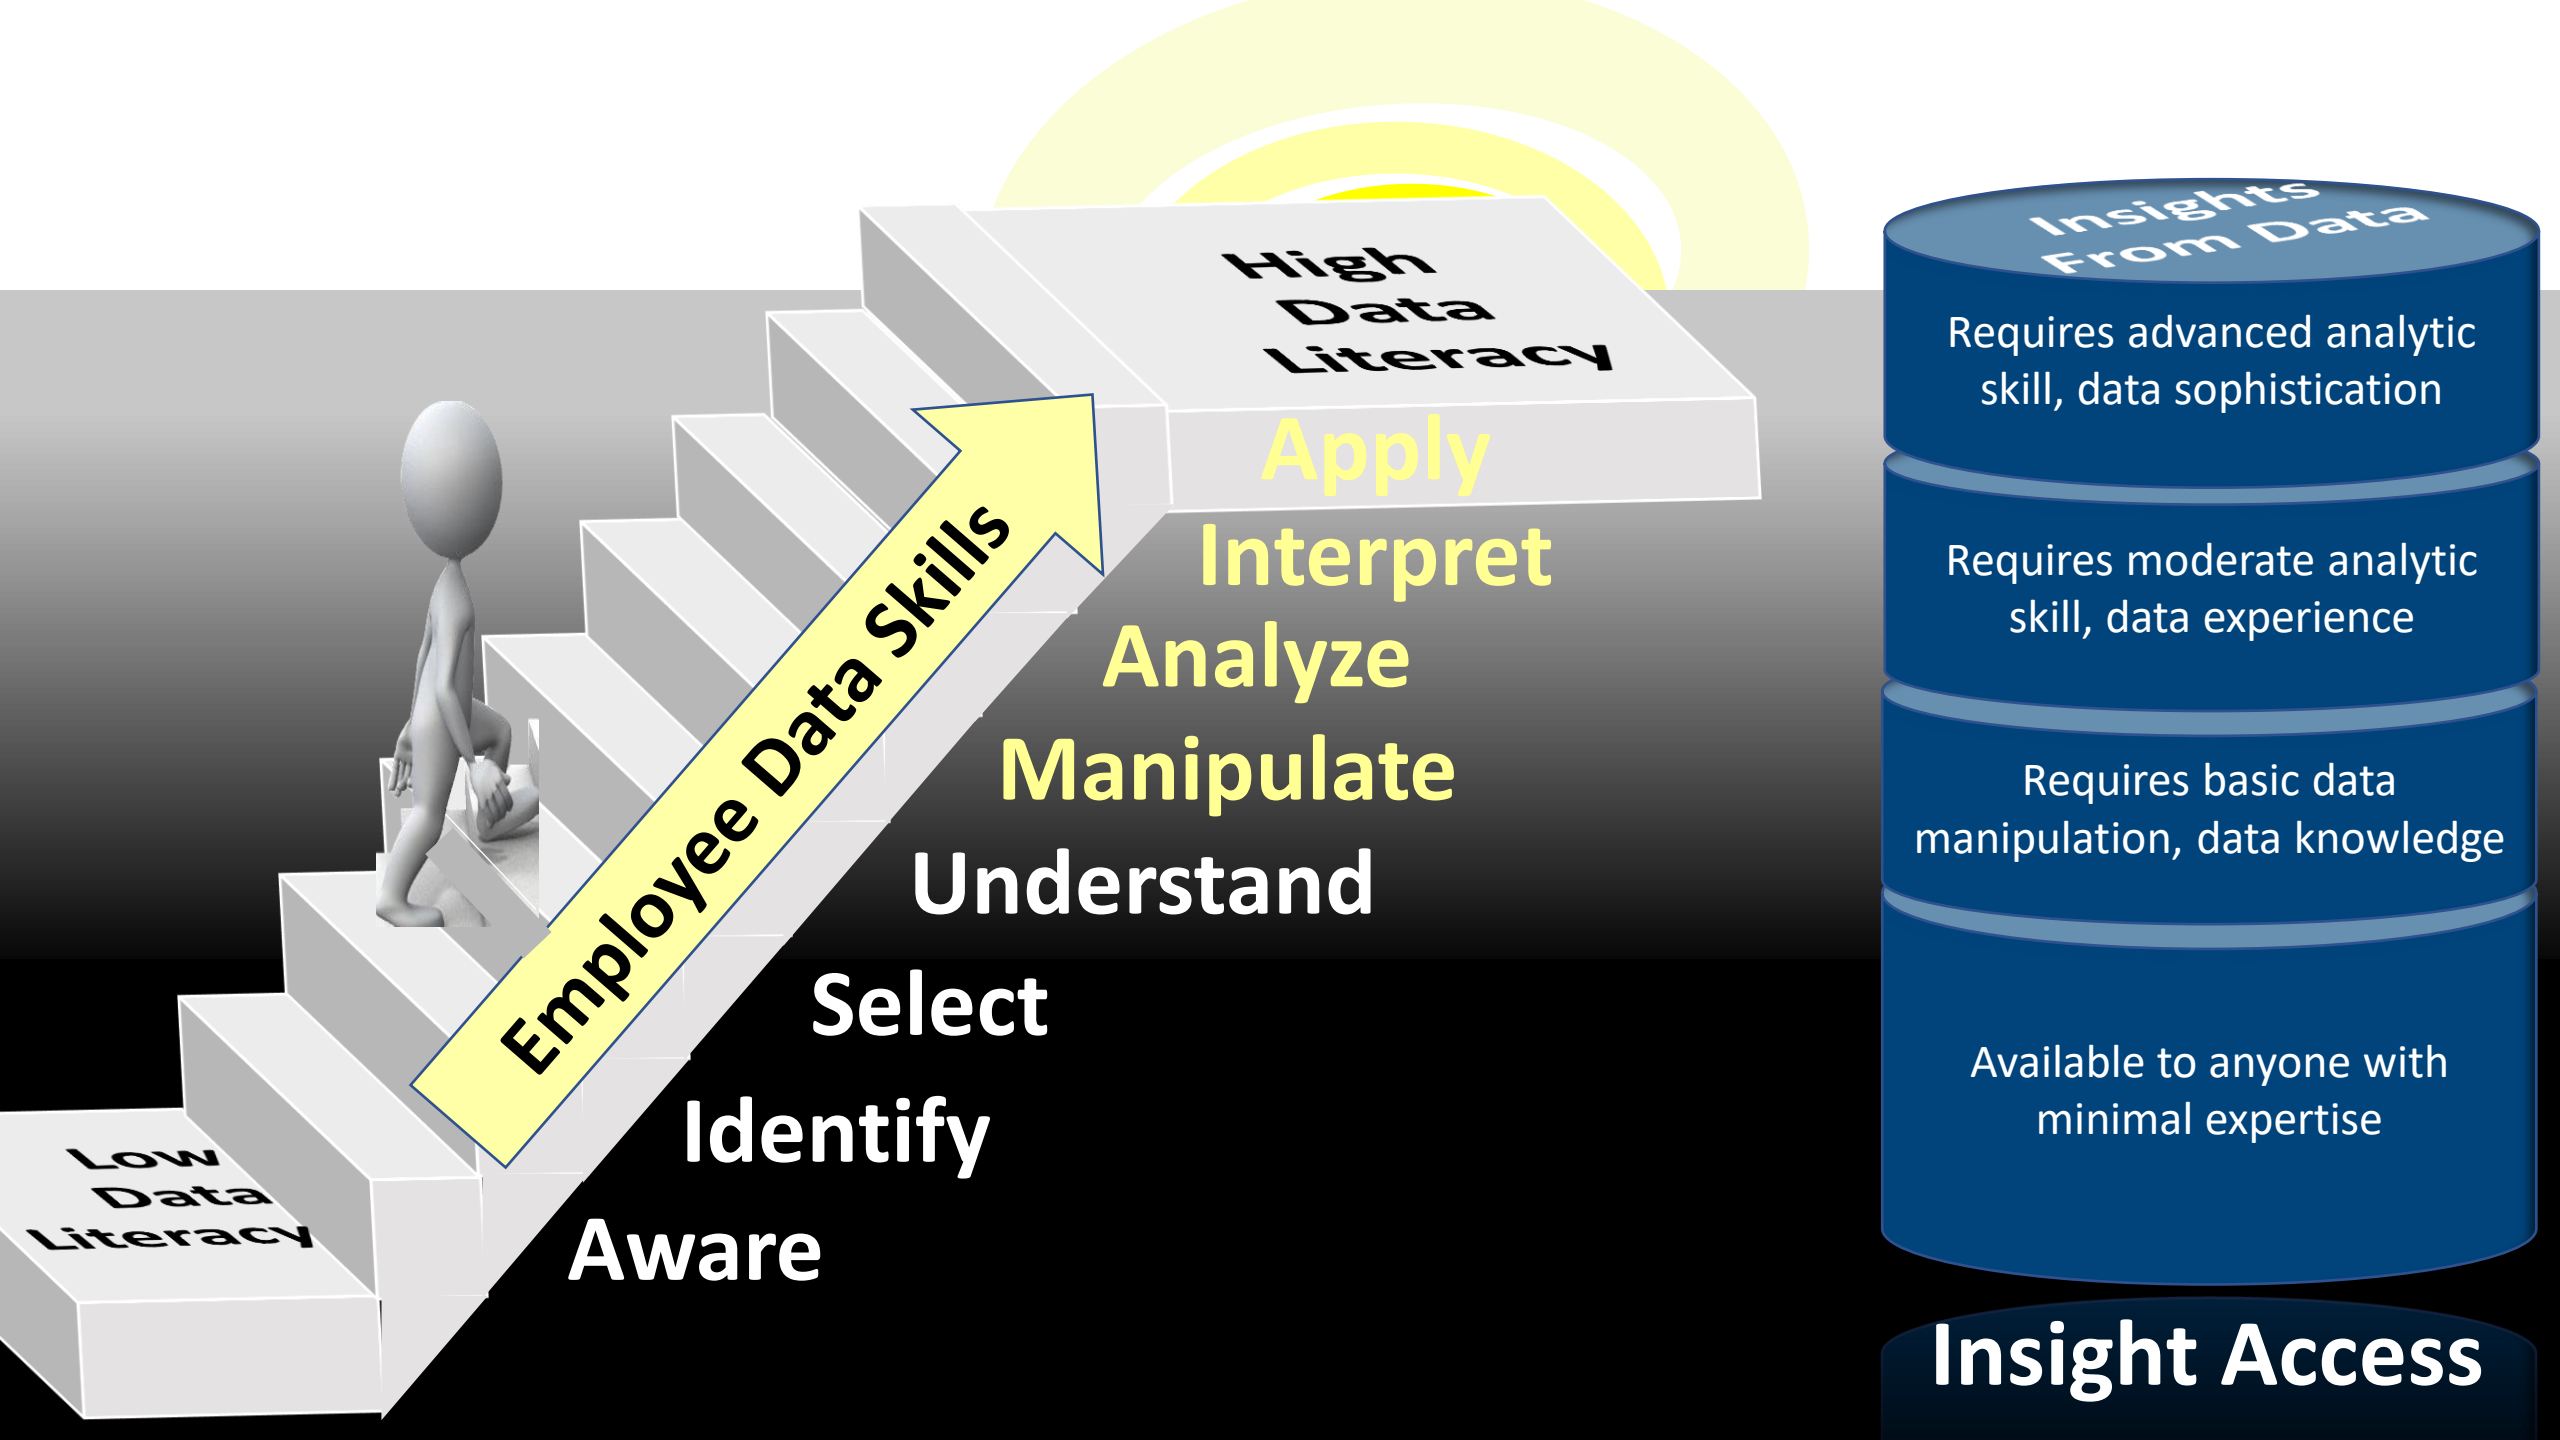 High
Data
Literacy
Apply
Interpret
Analyze
Manipulate
Understand
Select
Identify
Aware
Employee Data Skills
Low
Data
Literacy
Insights
From Data
Requires advanced analytic
skill, data sophistication
Requires moderate analytic
skill, data experience
Requires basic data
manipulation, data knowledge
Available to anyone with
minimal expertise
Insight Access